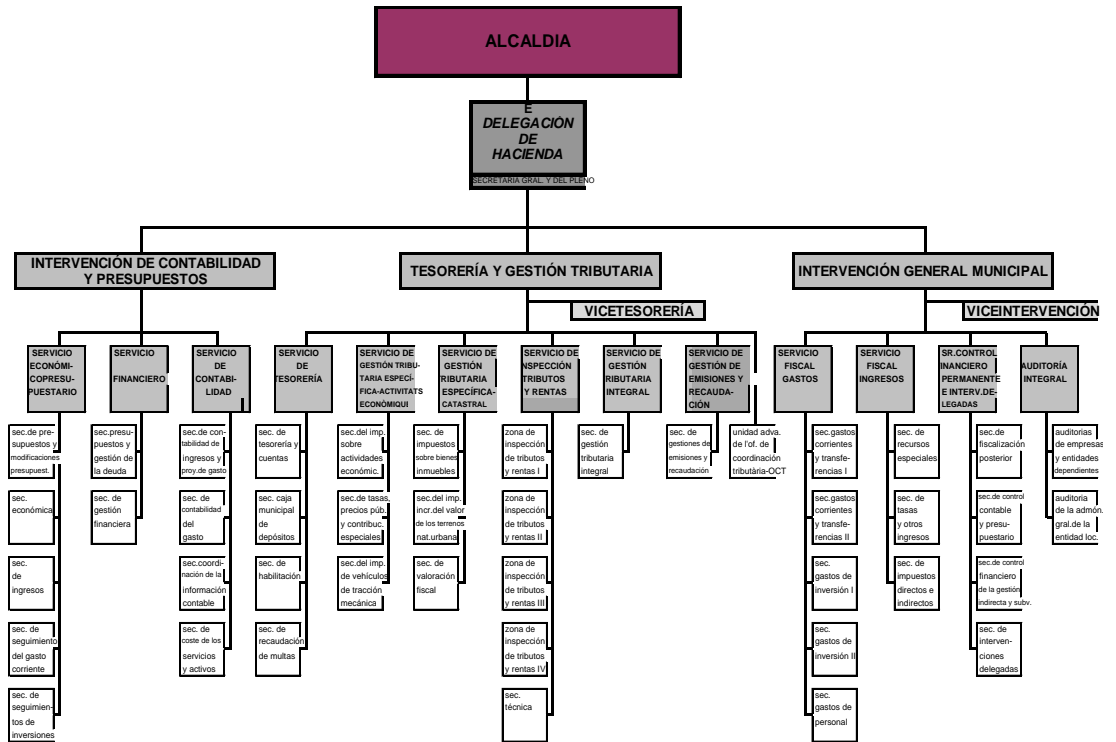 ALCALDIA
E
DELEGACIÓN
DE
HACIENDA
SECRETARIA GRAL. Y DEL PLENO
INTERVENCIÓN DE CONTABILIDAD
Y PRESUPUESTOS
TESORERÍA Y GESTIÓN TRIBUTARIA
INTERVENCIÓN GENERAL MUNICIPAL
VICETESORERÍA
VICEINTERVENCIÓN
SERVICIO
ECONÓMI-
COPRESU-
PUESTARIO
SERVICIO
FINANCIERO
SERVICIO
DE
CONTABI-
LIDAD
SERVICIO
DE
TESORERÍA
SERVICIO DE
GESTIÓN TRIBU-
TARIA ESPECÍ-
FICA-ACTIVITATS
ECONÓMIQUI
SERVICIO DE
GESTIÓN
TRIBUTARIA
ESPECÍFICA-
CATASTRAL
SERVICIO DE
INSPECCIÓN
TRIBUTOS
Y RENTAS
SERVICIO DE
GESTIÓN
TRIBUTARIA
INTEGRAL
SERVICIO DE
GESTIÓN DE
EMISIONES Y
RECAUDA-
CIÓN
SERVICIO
FISCAL
GASTOS
SERVICIO
FISCAL
INGRESOS
SR.CONTROL
FINANCIERO
PERMANENTE
E INTERV.DE-
LEGADAS
AUDITORÍA
INTEGRAL
sec.de pre-
supuestos y
modificaciones
presupuest.
sec.
económica
sec.
de
ingresos
sec. de
seguimiento
del gasto
corriente
sec. de
seguimien-
tos de
inversiones
sec.presu-
puestos y
gestión de
la deuda
sec. de
gestión
financiera
sec.de con-
tabilidad de
ingresos y
proy.de gasto
sec. de
contabilidad
del
gasto
sec.coordi-
nación de la
información
contable
sec. de
coste de los
servicios
y activos
sec. de
tesorería y
cuentas
sec. caja
municipal
de
depósitos
sec. de
habilitación
sec. de
recaudación
de multas
sec.del imp.
sobre
actividades
económic.
sec.de tasas,
precios púb.
y contribuc.
especiales
sec.del imp.
de vehículos
de tracción
mecánica
sec. de
impuestos
sobre bienes
inmuebles
sec.del imp.
incr.del valor
de los terrenos
nat.urbana
sec. de
valoración
fiscal
zona de
inspección
de tributos
y rentas I
zona de
inspección
de tributos
y rentas II
zona de
inspección
de tributos
y rentas III
zona de
inspección
de tributos
y rentas IV
sec.
técnica
sec. de
gestión
tributaria
integral
sec. de
gestiones de
emisiones y
recaudación
unidad adva.
de l'of. de
coordinación
tributària-OCT
sec.gastos
corrientes
y transfe-
rencias I
sec.gastos
corrientes
y transfe-
rencias II
sec.
gastos de
inversión I
sec.
gastos de
inversión II
sec.
gastos de
personal
sec. de
recursos
especiales
sec. de
tasas
y otros
ingresos
sec. de
impuestos
directos e
indirectos
sec.de
fiscalización
posterior
sec.de control
contable
y presu-
puestario
sec.de control
financiero
de la gestión
indirecta y subv.
sec. de
interven-
ciones
delegadas
auditorias
de empresas
y entidades
dependientes
auditoria
de la admón.
gral.de la
entidad loc.